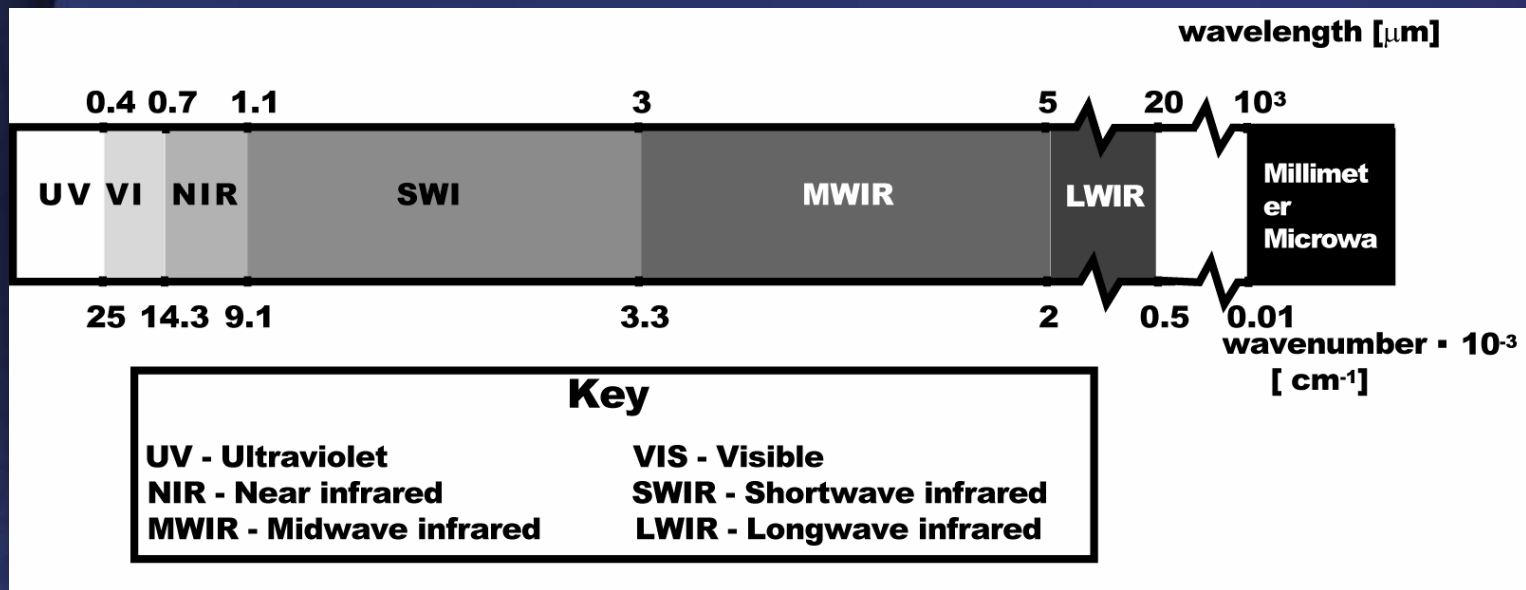 wavelength [μm]
0.4 0.7 1.1 3 5 20 10³
UV VI NIR SWI MWIR LWIR
Millimet
er
Microwa
25 14.3 9.1 3.3 2 0.5 0.01
wavenumber ▪ 10⁻³
[ cm⁻¹]
Key
UV - Ultraviolet VIS - Visible
NIR - Near infrared SWIR - Shortwave infrared
MWIR - Midwave infrared LWIR - Longwave infrared